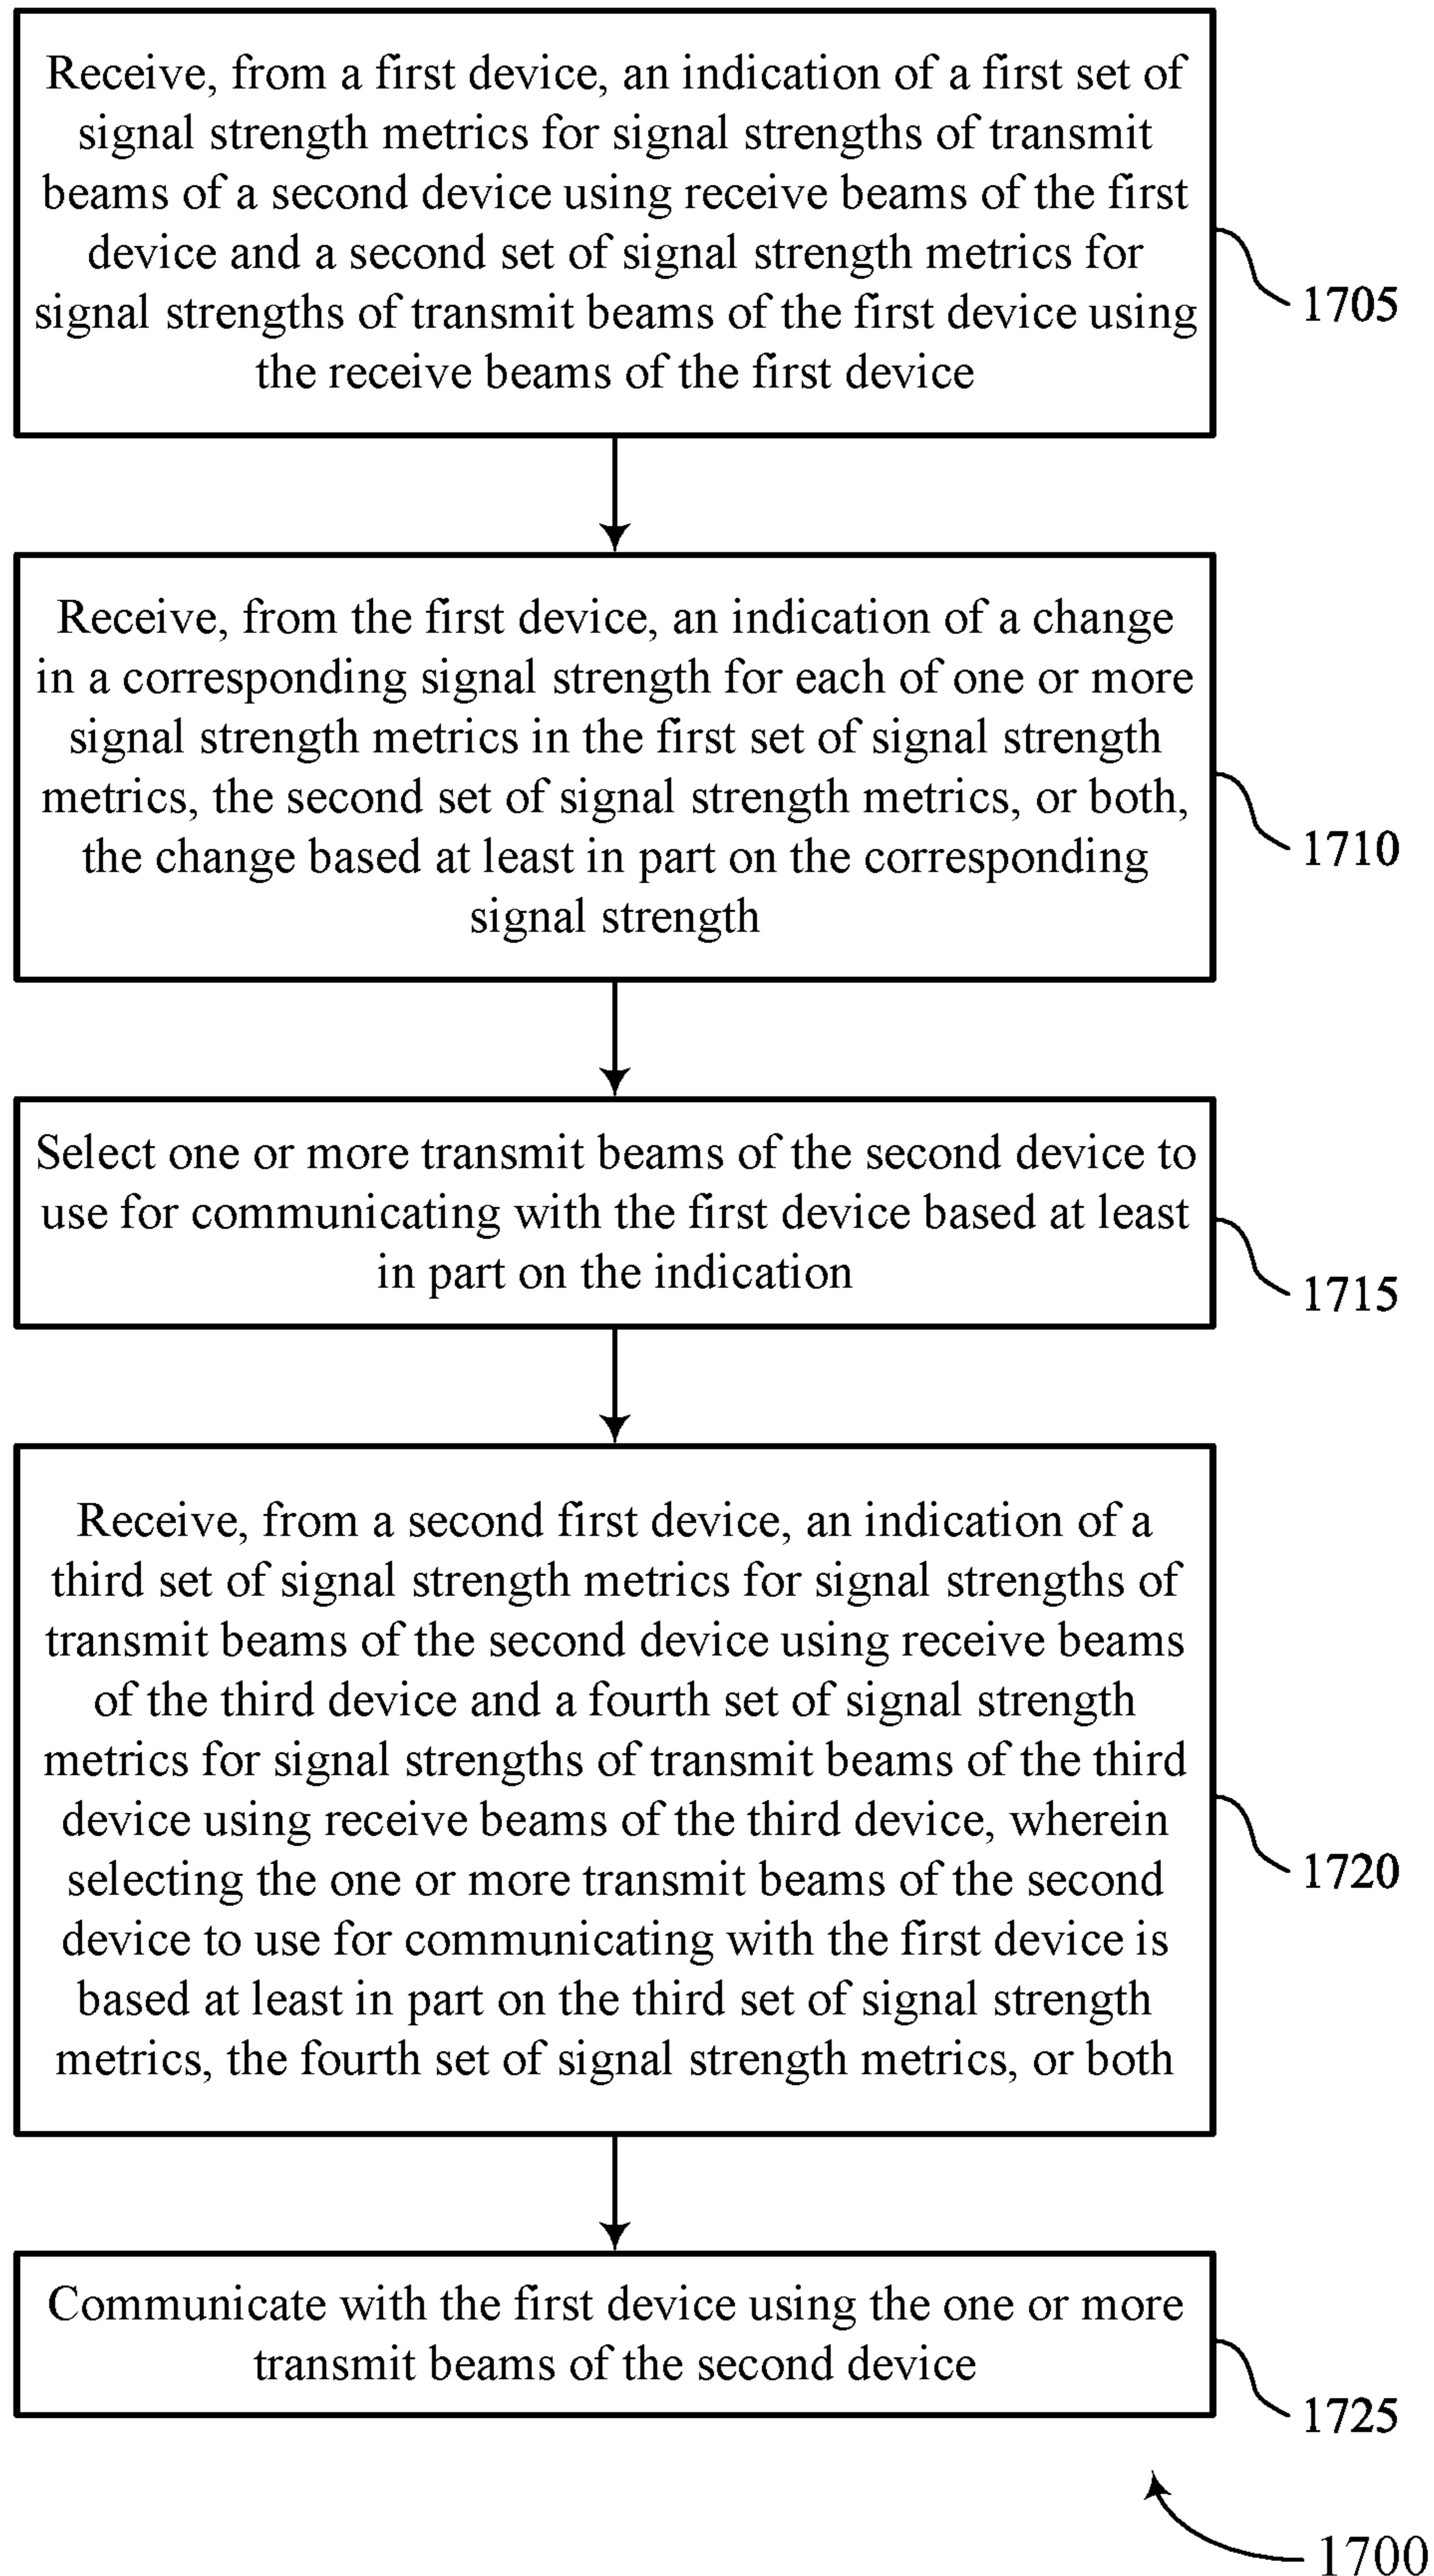 Receive, from a first device, an indication of a first set of
signal strength metrics for signal strengths of transmit
beams of a second device using receive beams of the first
device and a second set of signal strength metrics for
signal strengths of transmit beams of the first device using
the receive beams of the first device
1705
Receive, from the first device, an indication of a change
in a corresponding signal strength for each of one or more
signal strength metrics in the first set of signal strength
metrics, the second set of signal strength metrics, or both,
the change based at least in part on the corresponding
signal strength
1710
Select one or more transmit beams of the second device to
use for communicating with the first device based at least
in part on the indication
1715
Receive, from a second first device, an indication of a
third set of signal strength metrics for signal strengths of
transmit beams of the second device using receive beams
of the third device and a fourth set of signal strength
metrics for signal strengths of transmit beams of the third
device using receive beams of the third device, wherein
selecting the one or more transmit beams of the second
device to use for communicating with the first device is
based at least in part on the third set of signal strength
metrics, the fourth set of signal strength metrics, or both
1720
Communicate with the first device using the one or more
transmit beams of the second device
1725
1700